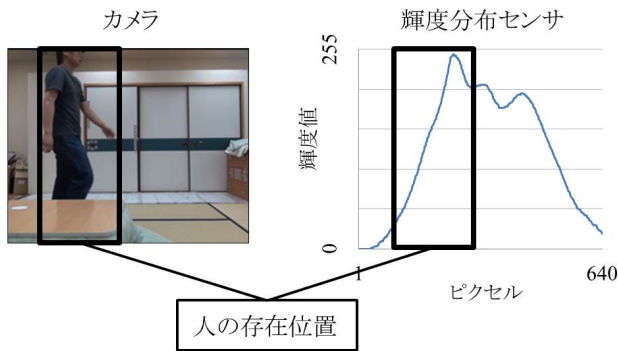 カメラ
輝度分布センサ
255
輝度値
0
1
640
ピクセル
人の存在位置